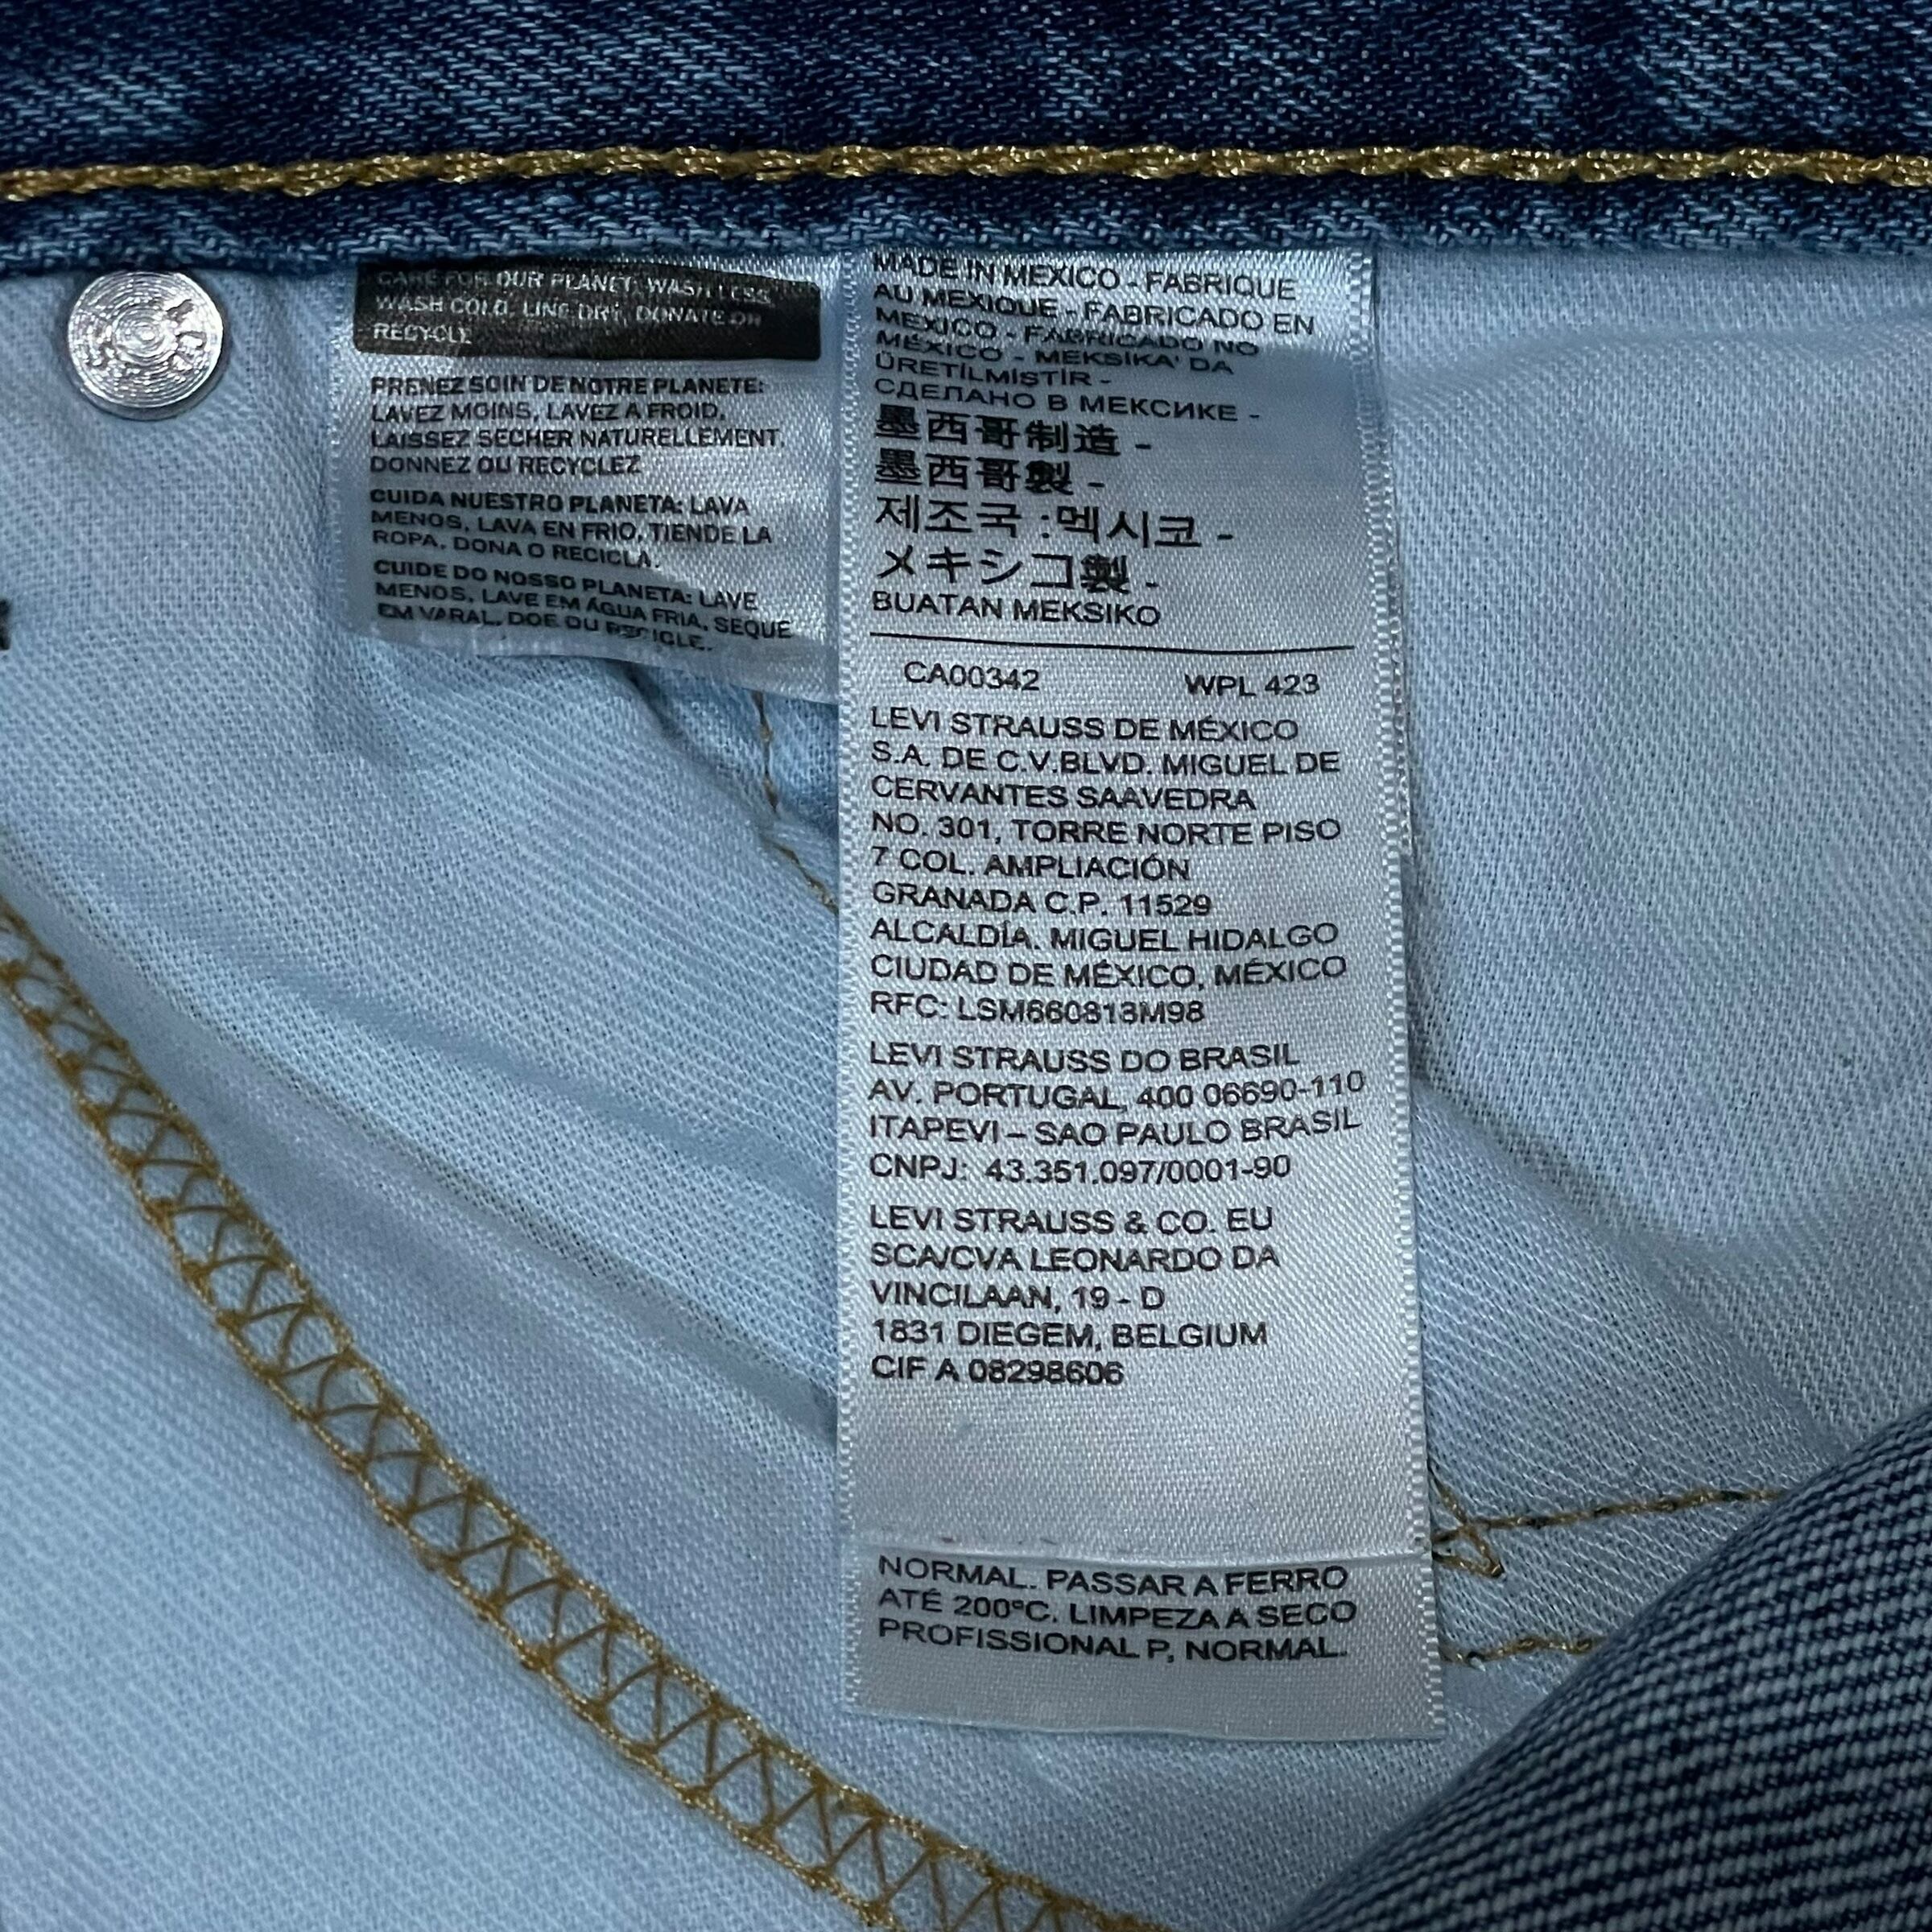 CARE FOR OUR PLANET: WASH LESS,
WASH COLD, LINE DRY, DONATE OR
RECYCLE
PRENEZ SOIN DE NOTRE PLANETE:
LAVEZ MOINS, LAVEZ A FROID,
LAISSEZ SECHER NATURELLEMENT,
DONNEZ OU RECYCLEZ
CUIDA NUESTRO PLANETA: LAVA
MENOS, LAVA EN FRIO, TIENDE LA
ROPA, DONA O RECICLA.
CUIDE DO NOSSO PLANETA: LAVE
MENOS, LAVE EM ÁGUA FRIA, SEQUE
EM VARAL, DOE OU RECICLE.
MADE IN MEXICO - FABRIQUE
AU MEXIQUE - FABRICADO EN
MEXICO - FABRICADO NO
MÉXICO - MEKSİKA' DA
ÜRETİLMİSTİR -
СДЕЛАНО В МЕКСИКЕ -
墨西哥制造 -
墨西哥製 -
제조국 :멕시코 -
メキシコ製 -
BUATAN MEKSIKO
CA00342 WPL 423
LEVI STRAUSS DE MÉXICO
S.A. DE C.V.BLVD. MIGUEL DE
CERVANTES SAAVEDRA
NO. 301, TORRE NORTE PISO
7 COL. AMPLIACIÓN
GRANADA C.P. 11529
ALCALDÍA. MIGUEL HIDALGO
CIUDAD DE MÉXICO, MÉXICO
RFC: LSM660813M98
LEVI STRAUSS DO BRASIL
AV. PORTUGAL, 400 06690-110
ITAPEVI – SAO PAULO BRASIL
CNPJ: 43.351.097/0001-90
LEVI STRAUSS & CO. EU
SCA/CVA LEONARDO DA
VINCILAAN, 19 - D
1831 DIEGEM, BELGIUM
CIF A 08298606
NORMAL. PASSAR A FERRO
ATÉ 200ºC. LIMPEZA A SECO
PROFISSIONAL P, NORMAL.